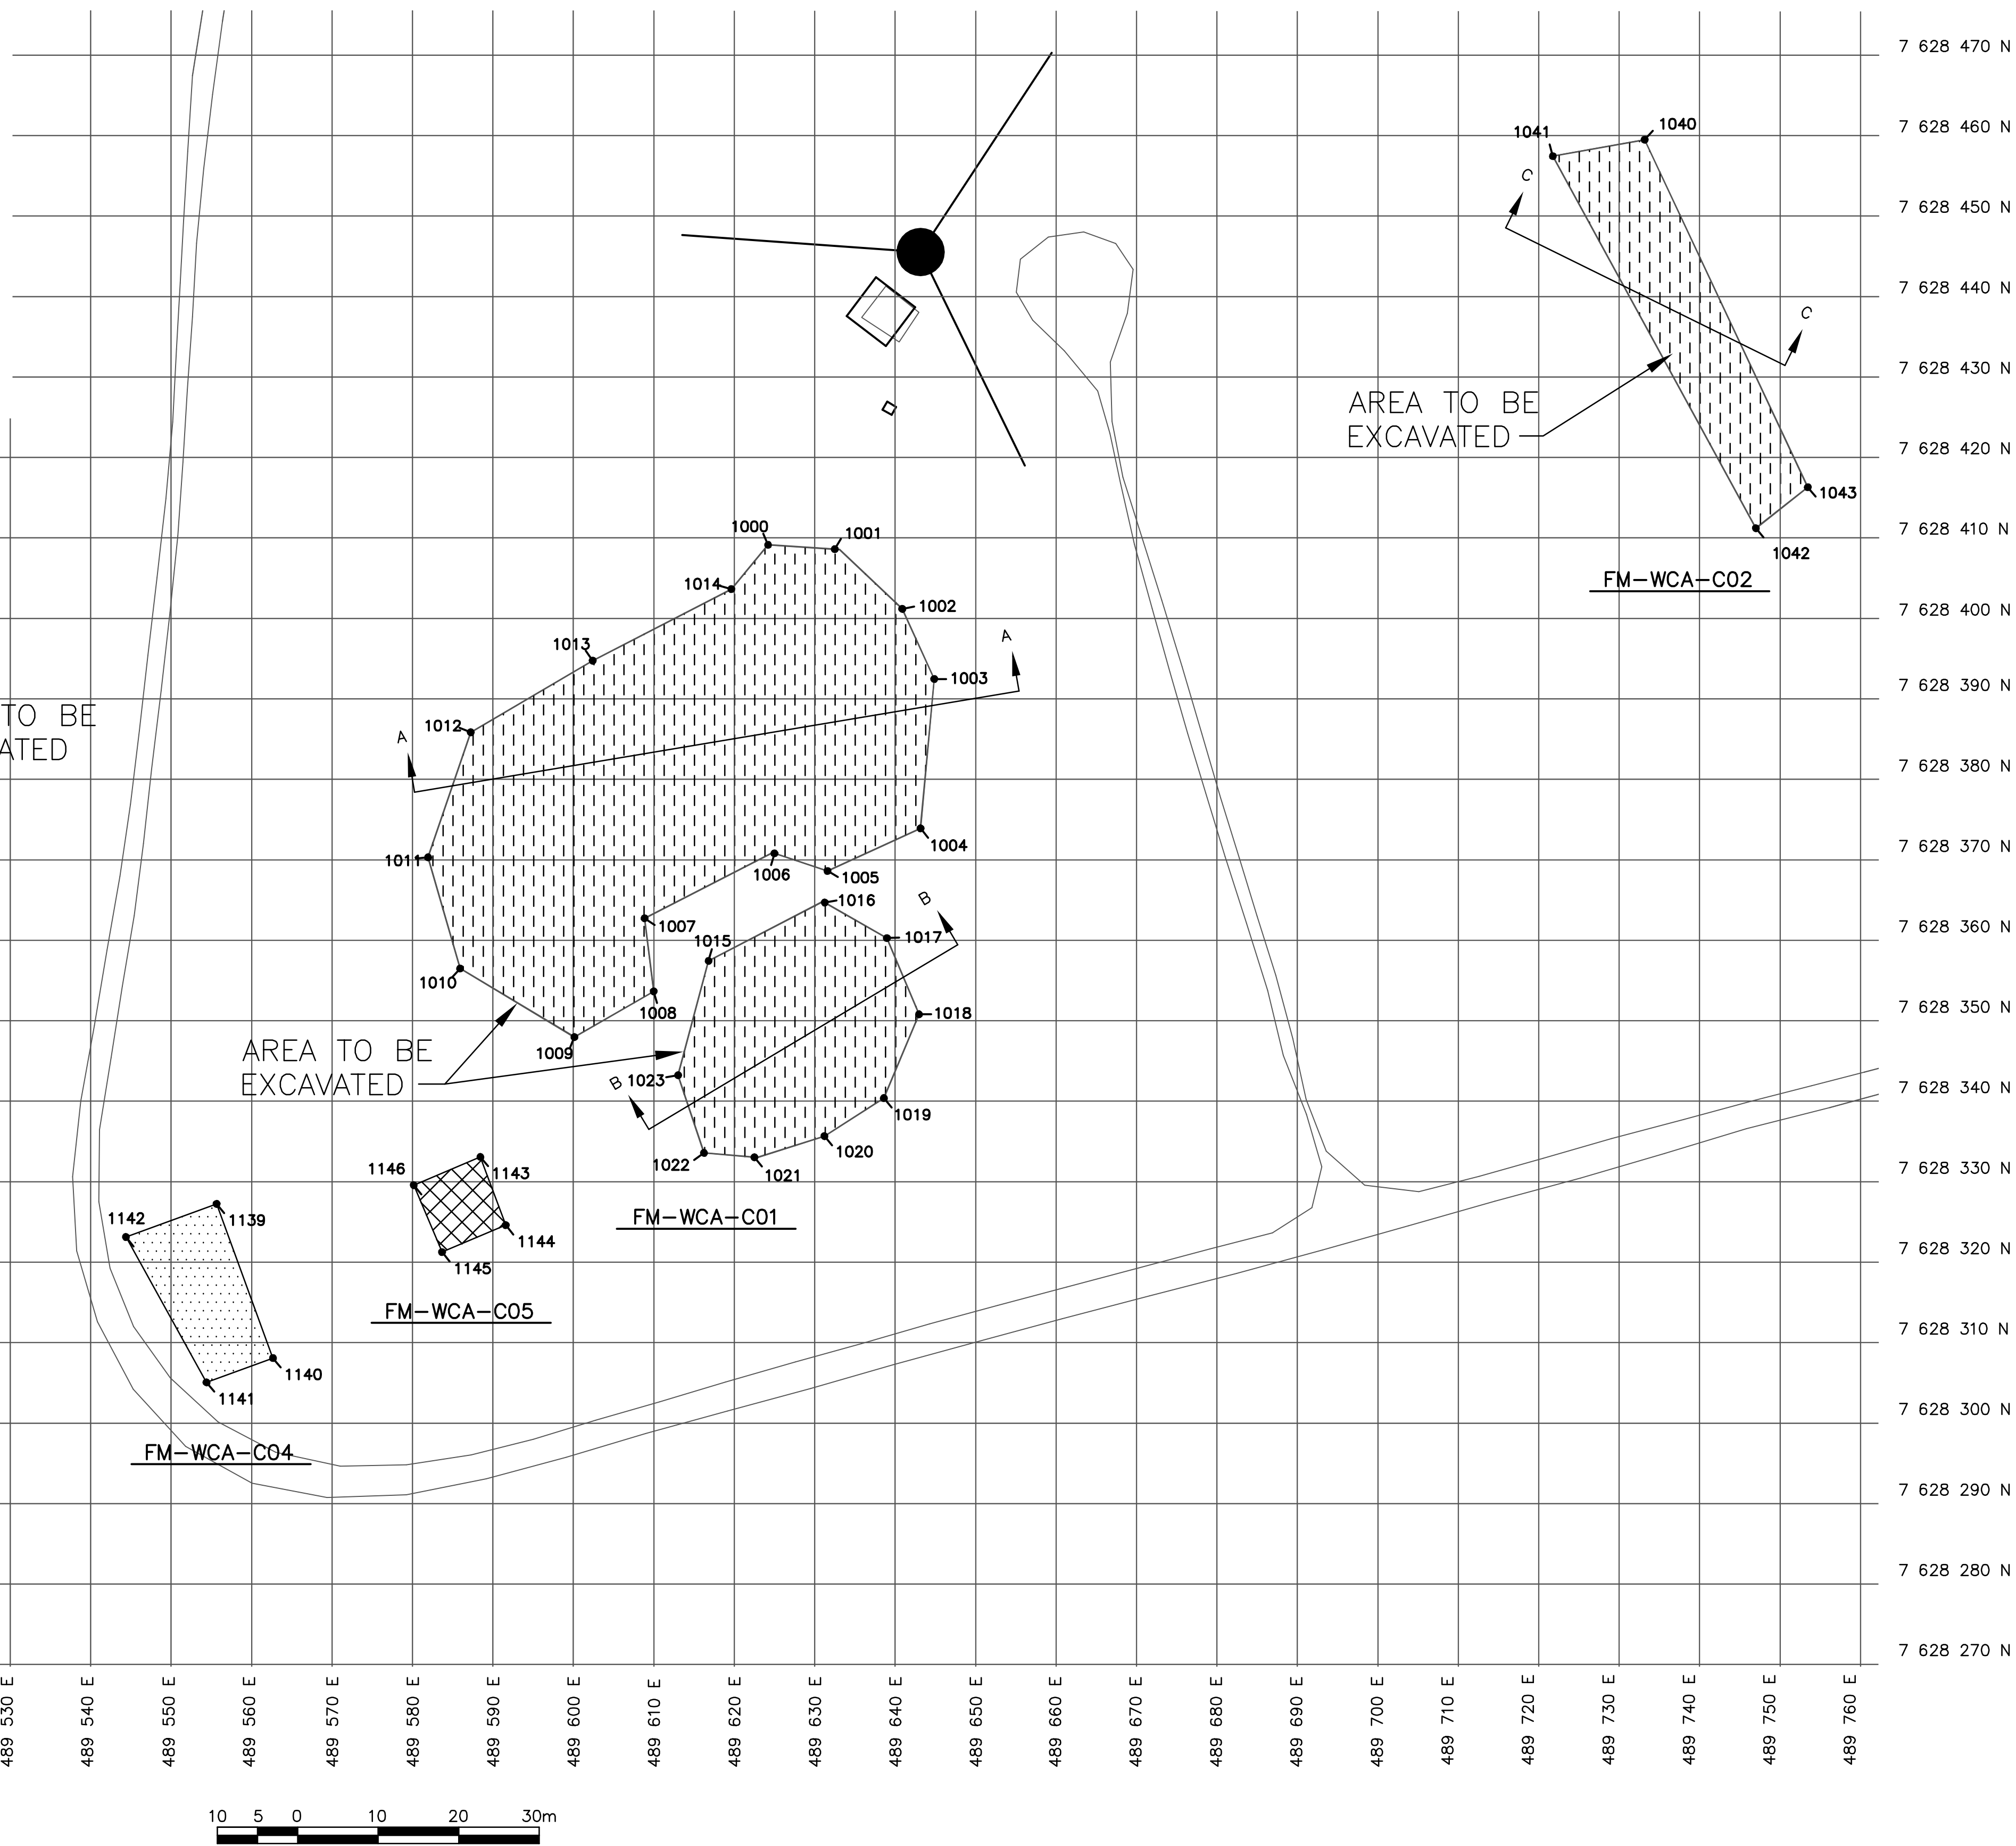 7 628 470 N
1040
1041
7 628 460 N
C
7 628 450 N
7 628 440 N
C
7 628 430 N
AREA TO BE
EXCAVATED
7 628 420 N
1043
1042
7 628 410 N
FM-WCA-C02
1000
1001
1014
1002
7 628 400 N
A
1013
1003
7 628 390 N
TO BE
ATED
1012
A
7 628 380 N
1004
7 628 370 N
1011
1006
1005
1016
B
1007
1017
7 628 360 N
1015
1010
1008
1018
7 628 350 N
AREA TO BE
EXCAVATED
1009
B
1023
7 628 340 N
1019
1020
1022
1021
1146
1143
7 628 330 N
FM-WCA-C01
1142
1139
1144
7 628 320 N
1145
FM-WCA-C05
7 628 310 N
1140
1141
7 628 300 N
FM-WCA-C04
7 628 290 N
7 628 280 N
7 628 270 N
489 530 E
489 540 E
489 550 E
489 560 E
489 570 E
489 580 E
489 590 E
489 600 E
489 610 E
489 620 E
489 630 E
489 640 E
489 650 E
489 660 E
489 670 E
489 680 E
489 690 E
489 700 E
489 710 E
489 720 E
489 730 E
489 740 E
489 750 E
489 760 E
10 5 0 10 20 30m